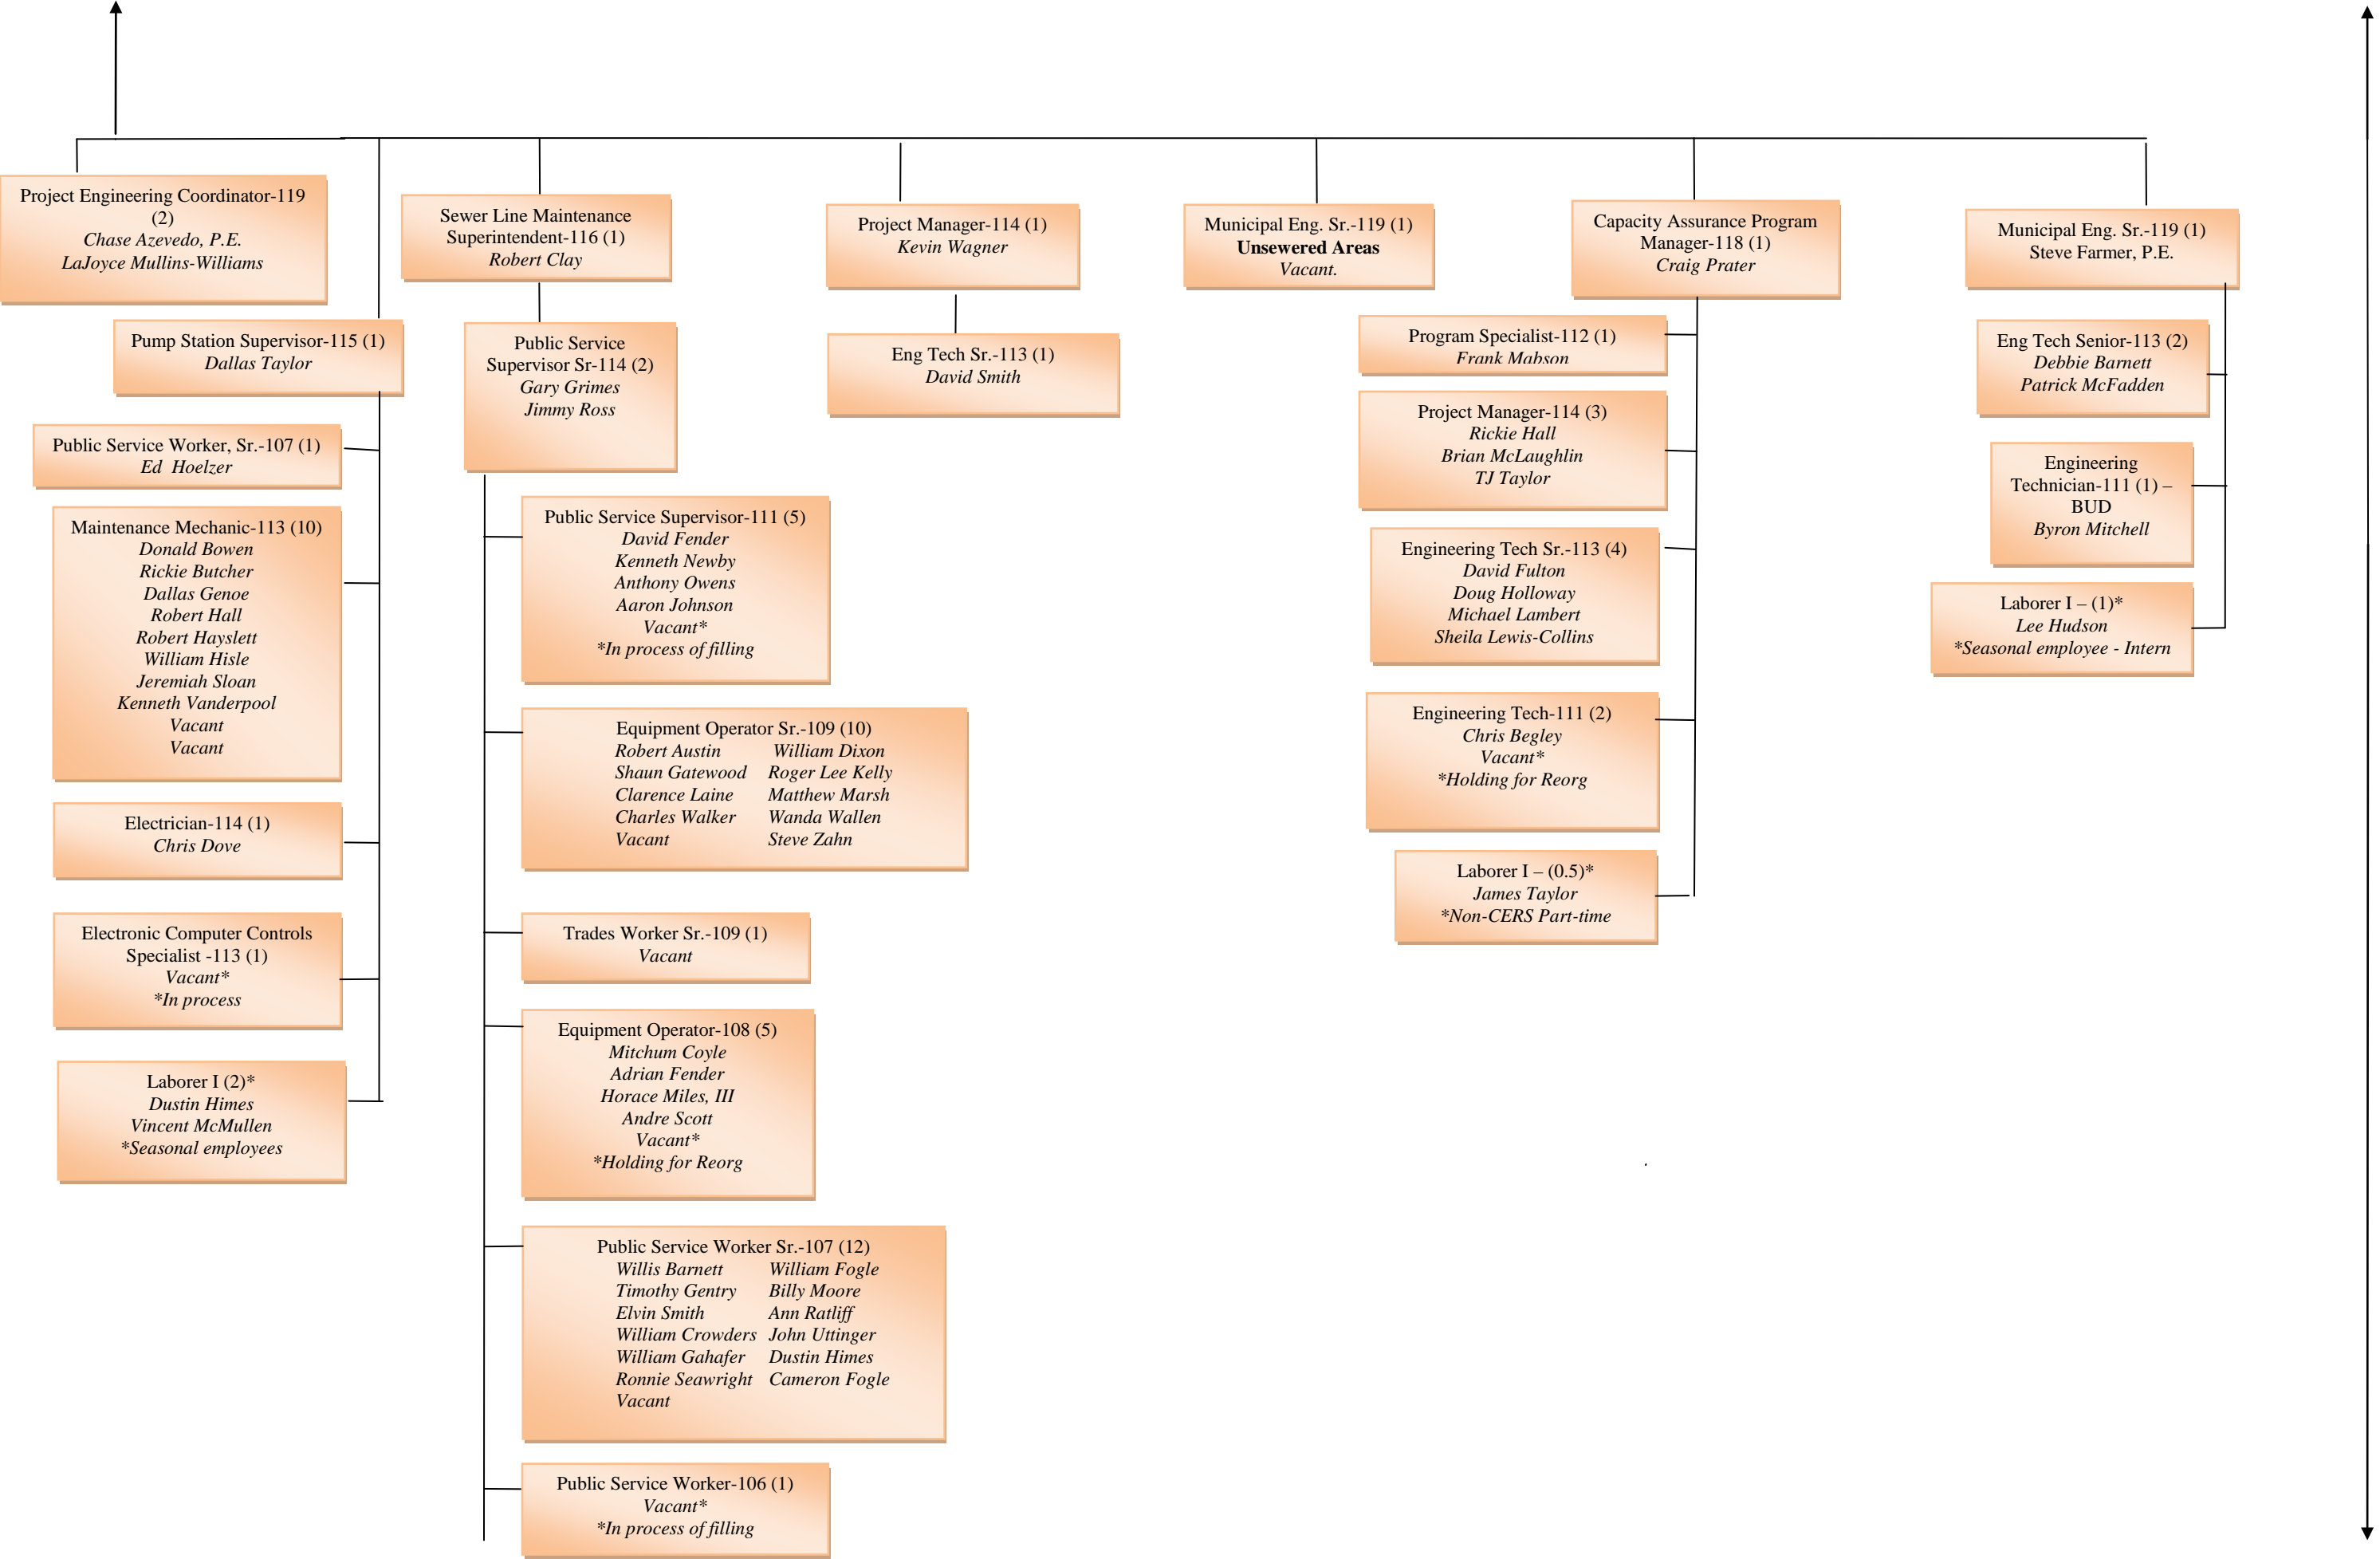 Project Engineering Coordinator-119
(2)
Chase Azevedo, P.E.
LaJoyce Mullins-Williams
Pump Station Supervisor-115 (1)
Dallas Taylor
Public Service Worker, Sr.-107 (1)
Ed Hoelzer
Maintenance Mechanic-113 (10)
Donald Bowen
Rickie Butcher
Dallas Genoe
Robert Hall
Robert Hayslett
William Hisle
Jeremiah Sloan
Kenneth Vanderpool
Vacant
Vacant
Electrician-114 (1)
Chris Dove
Electronic Computer Controls
Specialist -113 (1)
Vacant*
*In process
Laborer I (2)*
Dustin Himes
Vincent McMullen
*Seasonal employees
Sewer Line Maintenance
Superintendent-116 (1)
Robert Clay
Public Service
Supervisor Sr-114 (2)
Gary Grimes
Jimmy Ross
Public Service Supervisor-111 (5)
David Fender
Kenneth Newby
Anthony Owens
Aaron Johnson
Vacant*
*In process of filling
Equipment Operator Sr.-109 (10)
Robert Austin William Dixon
Shaun Gatewood Roger Lee Kelly
Clarence Laine Matthew Marsh
Charles Walker Wanda Wallen
Vacant Steve Zahn
Trades Worker Sr.-109 (1)
Vacant
Equipment Operator-108 (5)
Mitchum Coyle
Adrian Fender
Horace Miles, III
Andre Scott
Vacant*
*Holding for Reorg
Public Service Worker Sr.-107 (12)
Willis Barnett William Fogle
Timothy Gentry Billy Moore
Elvin Smith Ann Ratliff
William Crowders John Uttinger
William Gahafer Dustin Himes
Ronnie Seawright Cameron Fogle
Vacant
Public Service Worker-106 (1)
Vacant*
*In process of filling
Project Manager-114 (1)
Kevin Wagner
Eng Tech Sr.-113 (1)
David Smith
Municipal Eng. Sr.-119 (1)
Unsewered Areas
Vacant.
Capacity Assurance Program
Manager-118 (1)
Craig Prater
Program Specialist-112 (1)
Frank Mabson
Project Manager-114 (3)
Rickie Hall
Brian McLaughlin
TJ Taylor
Engineering Tech Sr.-113 (4)
David Fulton
Doug Holloway
Michael Lambert
Sheila Lewis-Collins
Engineering Tech-111 (2)
Chris Begley
Vacant*
*Holding for Reorg
Laborer I – (0.5)*
James Taylor
*Non-CERS Part-time
Municipal Eng. Sr.-119 (1)
Steve Farmer, P.E.
Eng Tech Senior-113 (2)
Debbie Barnett
Patrick McFadden
Engineering
Technician-111 (1) –
BUD
Byron Mitchell
Laborer I – (1)*
Lee Hudson
*Seasonal employee - Intern